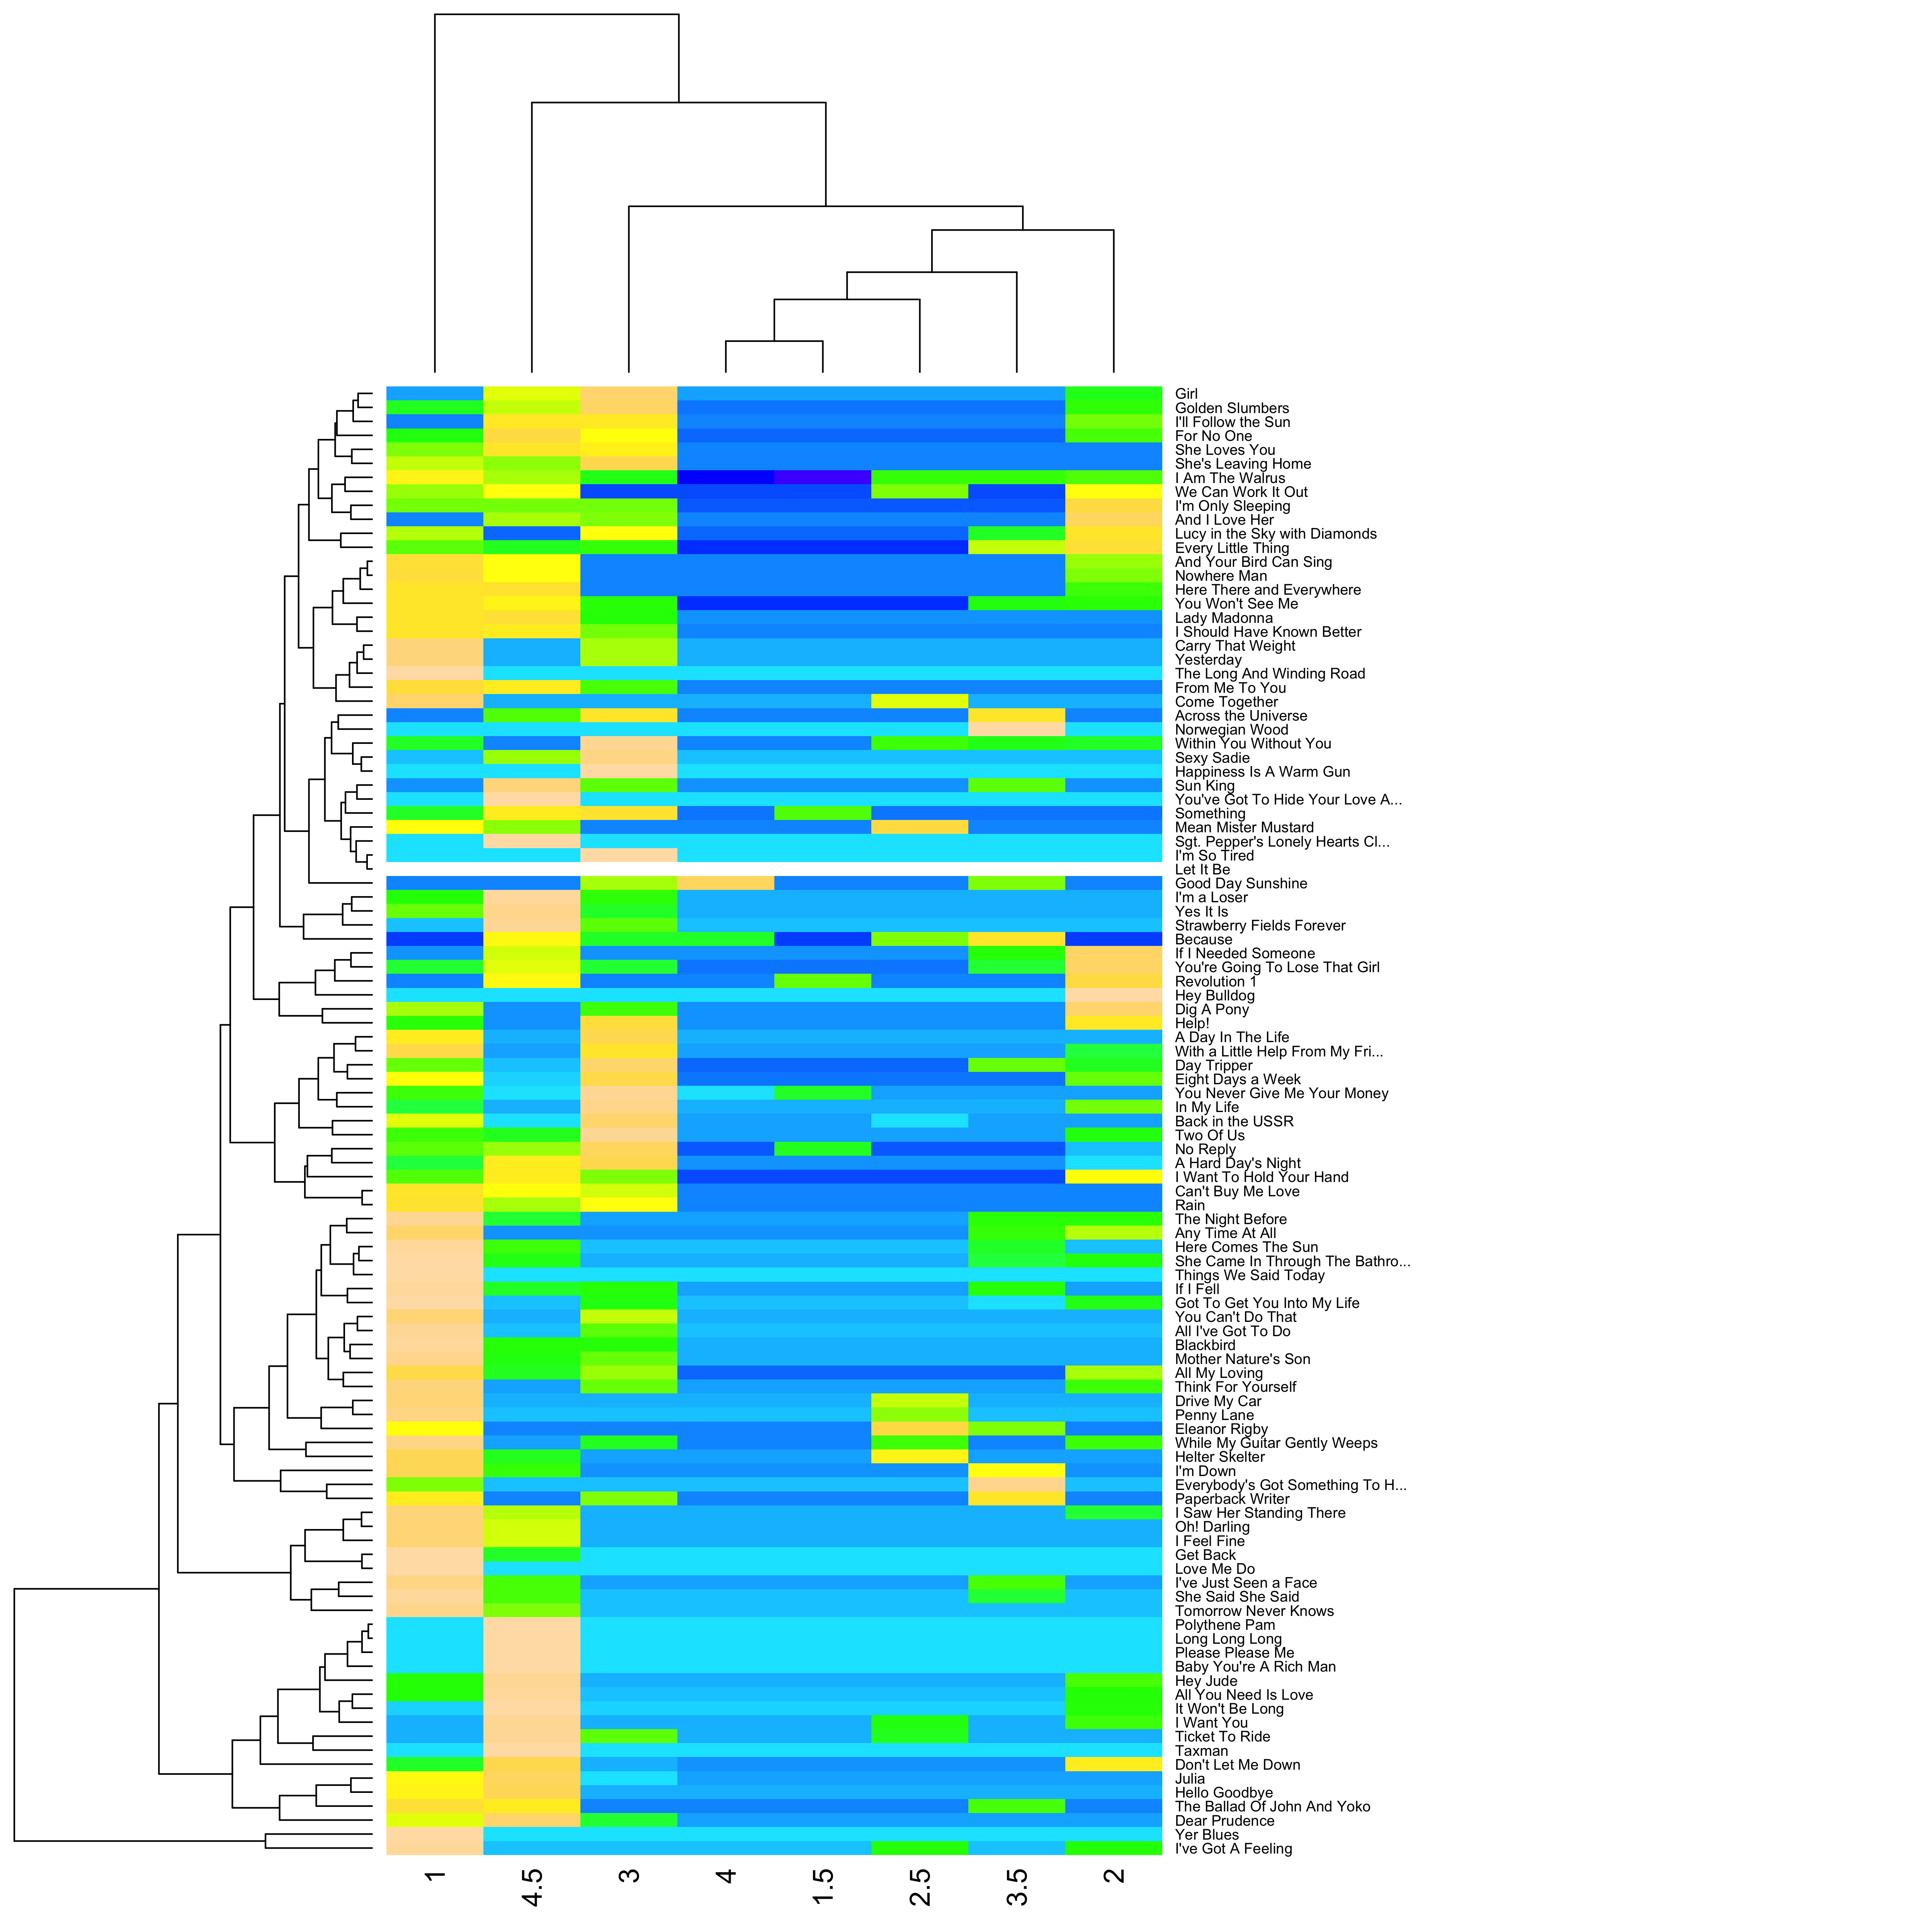 Girl
Golden Slumbers
I'll Follow the Sun
For No One
She Loves You
She's Leaving Home
I Am The Walrus
We Can Work It Out
I'm Only Sleeping
And I Love Her
Lucy in the Sky with Diamonds
Every Little Thing
And Your Bird Can Sing
Nowhere Man
Here There and Everywhere
You Won't See Me
Lady Madonna
I Should Have Known Better
Carry That Weight
Yesterday
The Long And Winding Road
From Me To You
Come Together
Across the Universe
Norwegian Wood
Within You Without You
Sexy Sadie
Happiness Is A Warm Gun
Sun King
You've Got To Hide Your Love A...
Something
Mean Mister Mustard
Sgt. Pepper's Lonely Hearts Cl...
I'm So Tired
Let It Be
Good Day Sunshine
I'm a Loser
Yes It Is
Strawberry Fields Forever
Because
If I Needed Someone
You're Going To Lose That Girl
Revolution 1
Hey Bulldog
Dig A Pony
Help!
A Day In The Life
With a Little Help From My Fri...
Day Tripper
Eight Days a Week
You Never Give Me Your Money
In My Life
Back in the USSR
Two Of Us
No Reply
A Hard Day's Night
I Want To Hold Your Hand
Can't Buy Me Love
Rain
The Night Before
Any Time At All
Here Comes The Sun
She Came In Through The Bathro...
Things We Said Today
If I Fell
Got To Get You Into My Life
You Can't Do That
All I've Got To Do
Blackbird
Mother Nature's Son
All My Loving
Think For Yourself
Drive My Car
Penny Lane
Eleanor Rigby
While My Guitar Gently Weeps
Helter Skelter
I'm Down
Everybody's Got Something To H...
Paperback Writer
I Saw Her Standing There
Oh! Darling
I Feel Fine
Get Back
Love Me Do
I've Just Seen a Face
She Said She Said
Tomorrow Never Knows
Polythene Pam
Long Long Long
Please Please Me
Baby You're A Rich Man
Hey Jude
All You Need Is Love
It Won't Be Long
I Want You
Ticket To Ride
Taxman
Don't Let Me Down
Julia
Hello Goodbye
The Ballad Of John And Yoko
Dear Prudence
Yer Blues
I've Got A Feeling
1 4.5 3 4 1.5 2.5 3.5 2